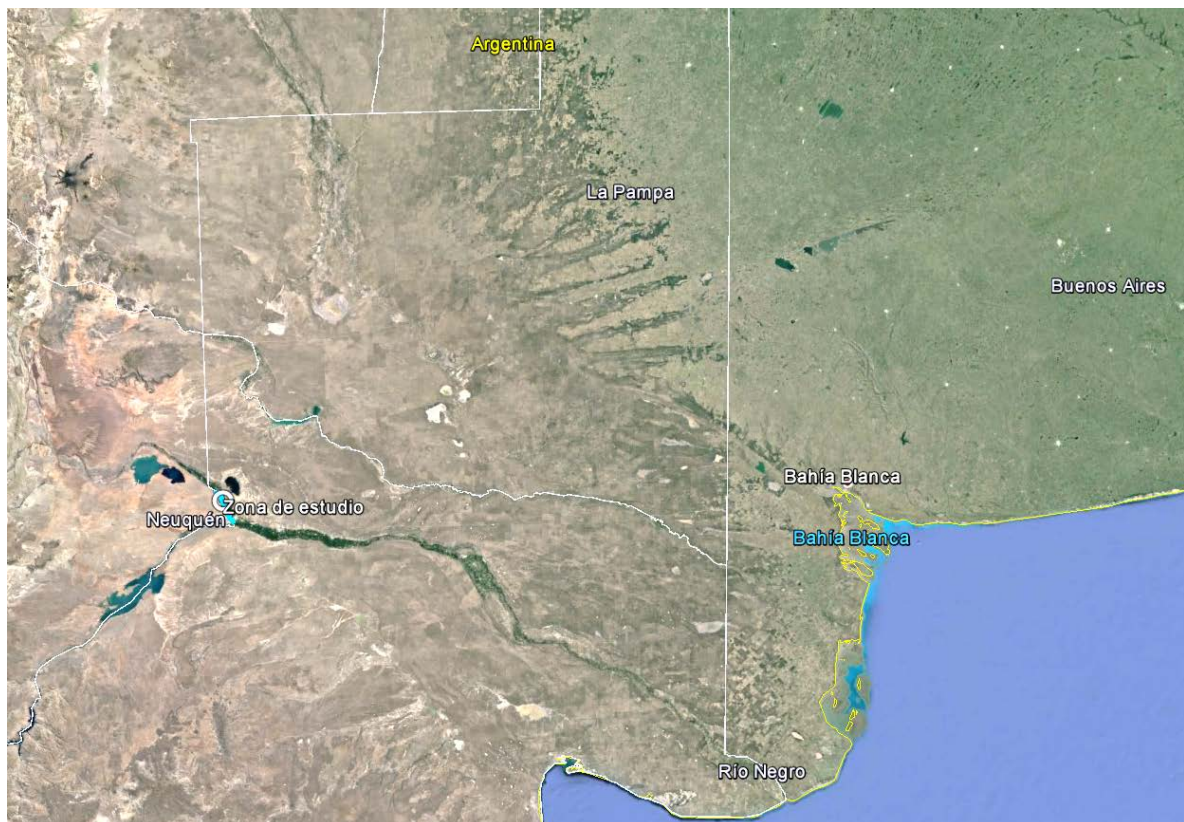 Argentina
La Pampa
Buenos Aires
Bahía Blanca
Zona de estudio
Neuquén
Bahía Blanca
Río Negro